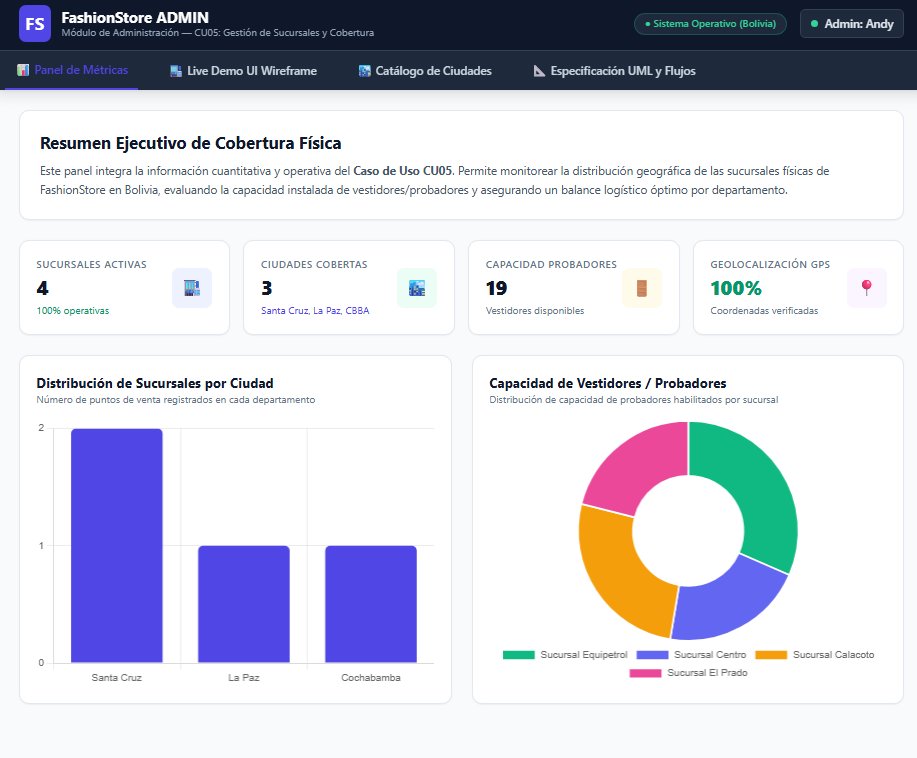 FS
FashionStore ADMIN
Módulo de Administración — CU05: Gestión de Sucursales y Cobertura
Sistema Operativo (Bolivia)
Admin: Andy
Panel de Métricas
Live Demo UI Wireframe
Catálogo de Ciudades
Especificación UML y Flujos
Resumen Ejecutivo de Cobertura Física
Este panel integra la información cuantitativa y operativa del Caso de Uso CU05. Permite monitorear la distribución geográfica de las sucursales físicas de
FashionStore en Bolivia, evaluando la capacidad instalada de vestidores/probadores y asegurando un balance logístico óptimo por departamento.
SUCURSALES ACTIVAS
4
100% operativas
CIUDADES COBERTAS
3
Santa Cruz, La Paz, CBBA
CAPACIDAD PROBADORES
19
Vestidores disponibles
GEOLOCALIZACIÓN GPS
100%
Coordenadas verificadas
Distribución de Sucursales por Ciudad
Número de puntos de venta registrados en cada departamento
2
1
0
Santa Cruz
La Paz
Cochabamba
Capacidad de Vestidores / Probadores
Distribución de capacidad de probadores habilitados por sucursal
Sucursal Equipetrol
Sucursal Centro
Sucursal Calacoto
Sucursal El Prado